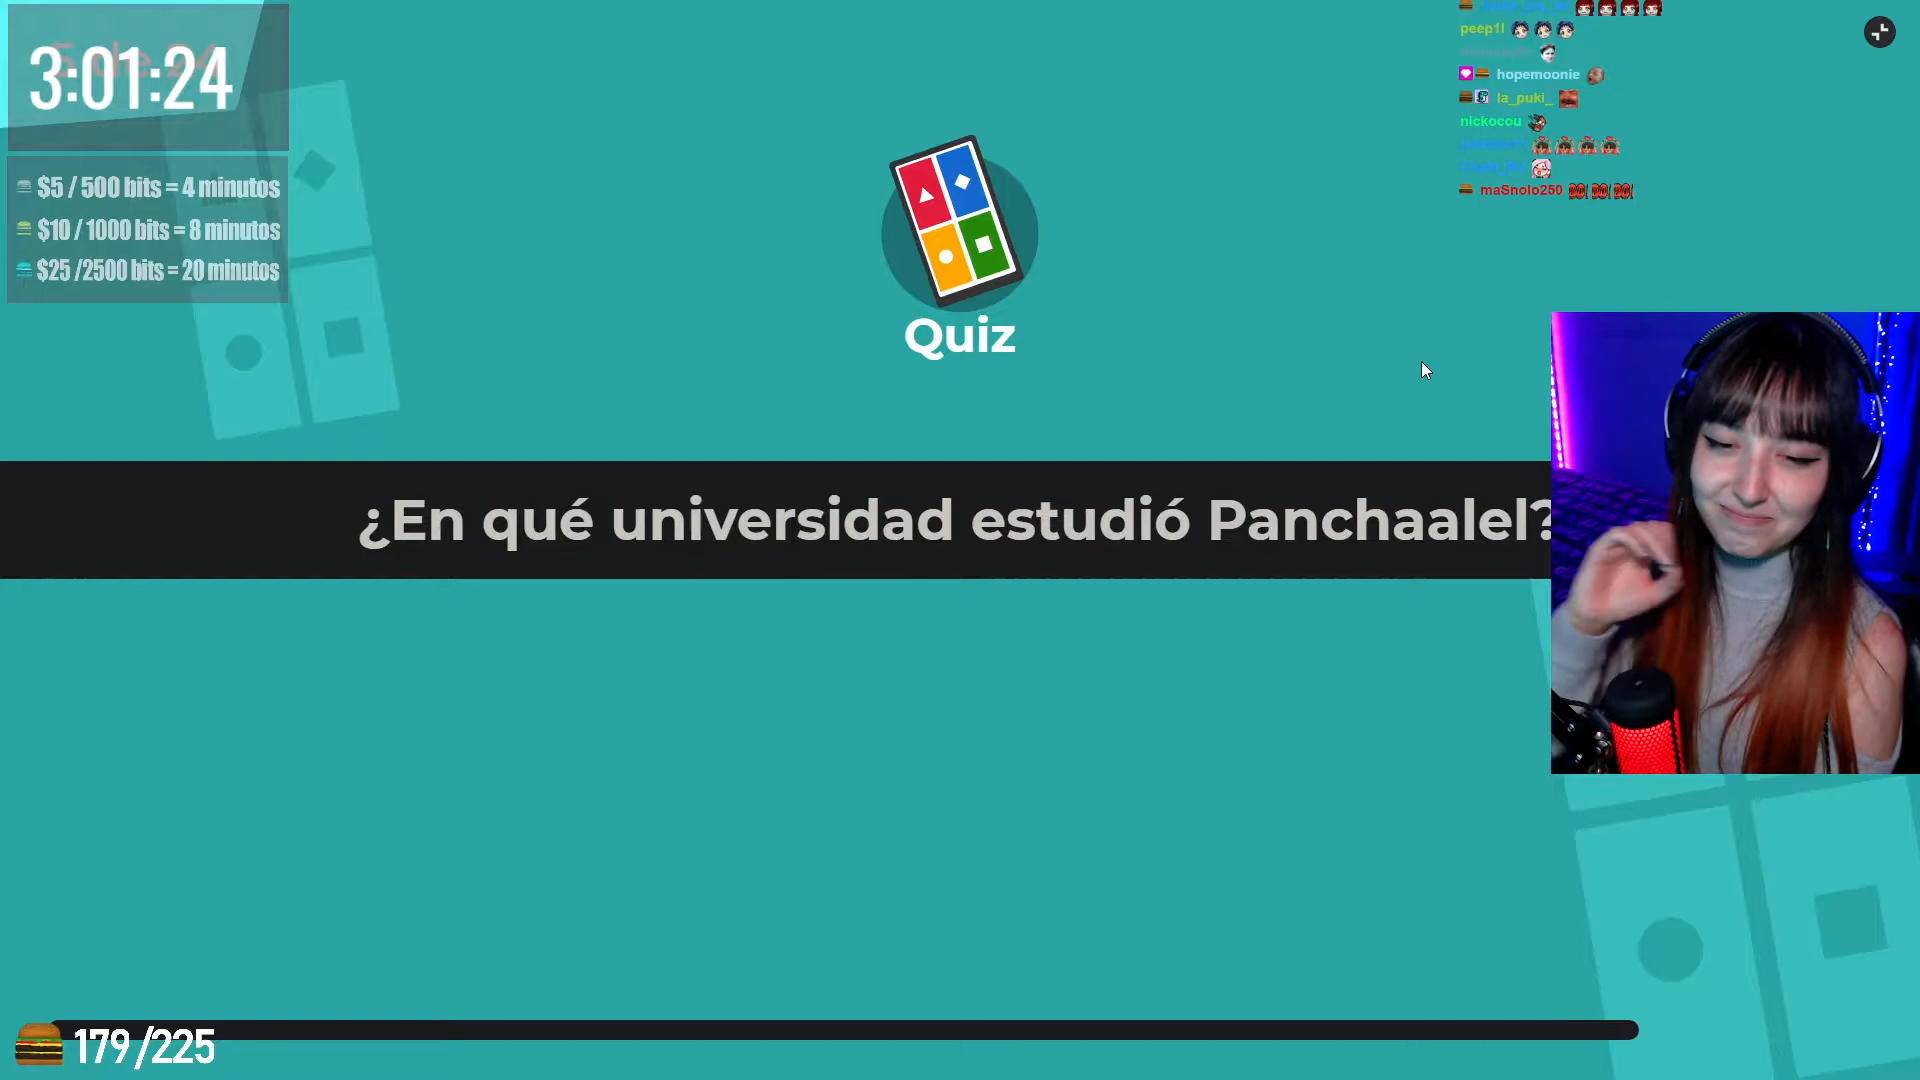 3:01:24
$5 / 500 bits = 4 minutos
$10 / 1000 bits = 8 minutos
$25 /2500 bits = 20 minutos
peep1l
hopemoonie
la_puki_
nickocou
maSnolo250
Quiz
¿En qué universidad estudió Panchaalel?
179/225